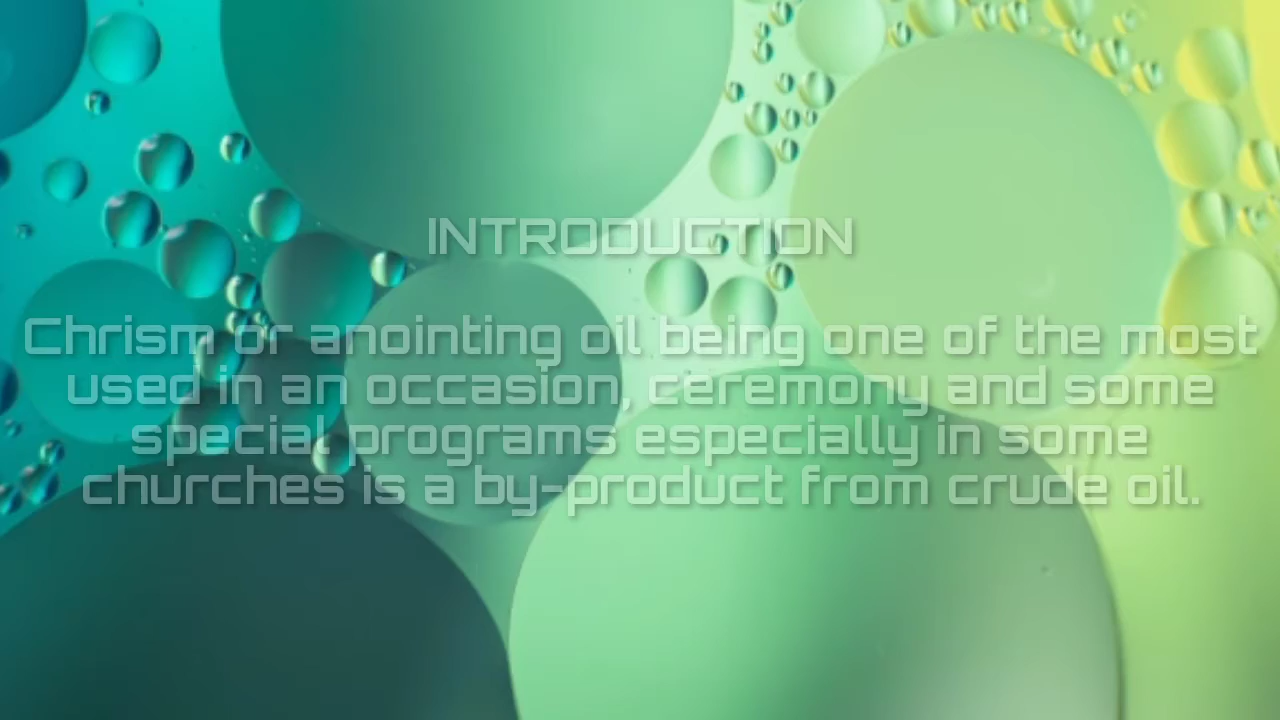 INTRODUCTION
Chrism or anointing oil being one of the most
used in an occasion, ceremony and some
special programs especially in some
churches is a by-product from crude oil.